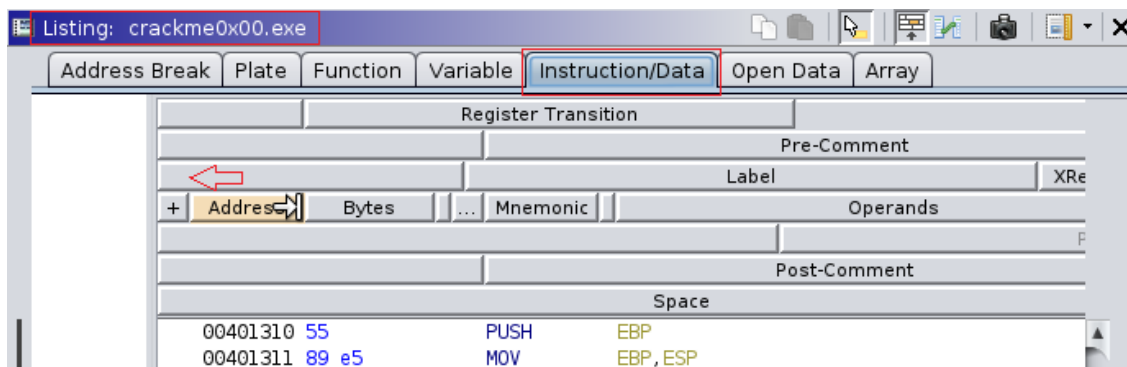 Listing: crackme0x00.exe
Address Break Plate Function Variable Instruction/Data Open Data Array
Register Transition
Pre-Comment
Label XRe
+ Address Bytes ... Mnemonic Operands
P
Post-Comment
Space
00401310 55 PUSH EBP
00401311 89 e5 MOV EBP,ESP